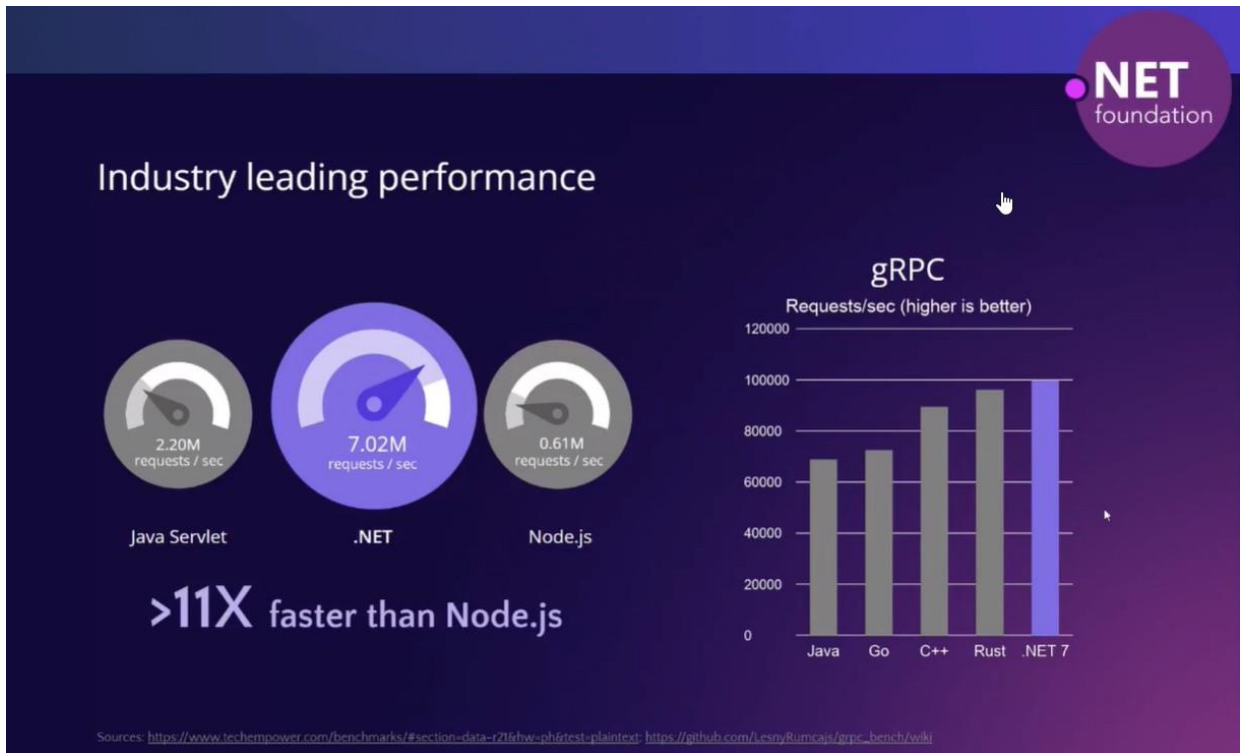 .NET
foundation
Industry leading performance
2.20M
requests / sec
Java Servlet
7.02M
requests / sec
.NET
0.61M
requests / sec
Node.js
>11X faster than Node.js
gRPC
Requests/sec (higher is better)
120000
100000
80000
60000
40000
20000
0
Java Go C++ Rust .NET 7
Sources: https://www.techempower.com/benchmarks/#section=data-r21&hw=ph&test=plaintext; https://github.com/LesnyRumcajs/grpc_bench/wiki